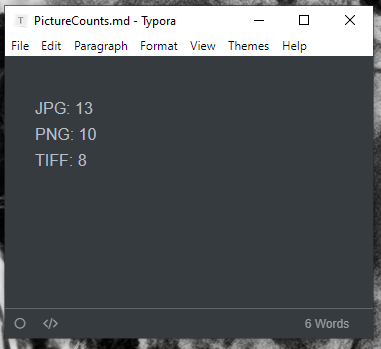 T PictureCounts.md - Typora
File Edit Paragraph Format View Themes Help
JPG: 13
PNG: 10
TIFF: 8
6 Words